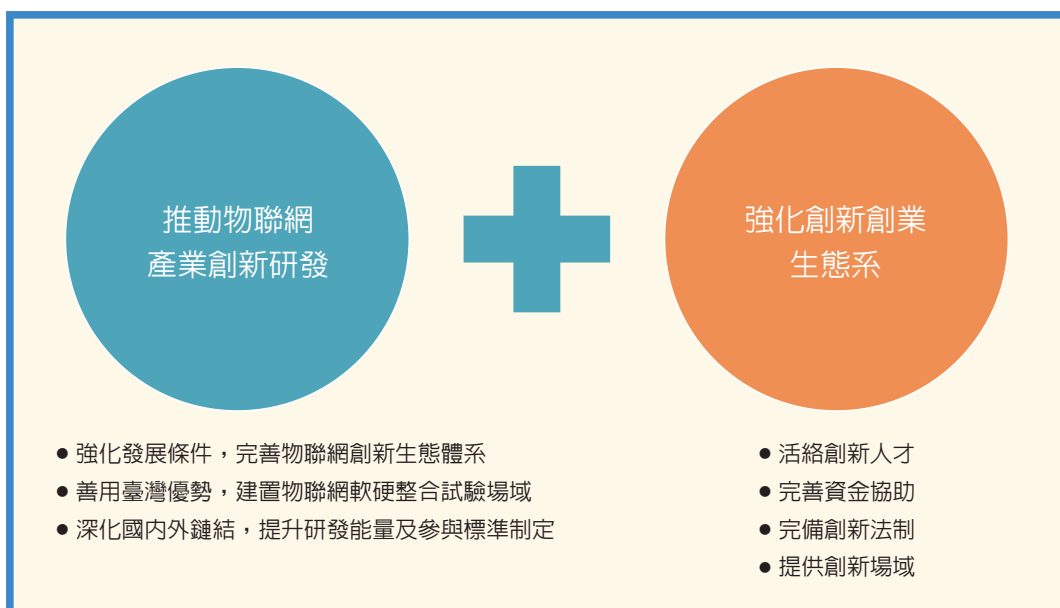 推動物聯網
產業創新研發
強化創新創業
生態系
● 強化發展條件，完善物聯網創新生態體系
● 善用臺灣優勢，建置物聯網軟硬整合試驗場域
● 深化國內外鏈結，提升研發能量及參與標準制定
● 活絡創新人才
● 完善資金協助
● 完備創新法制
● 提供創新場域